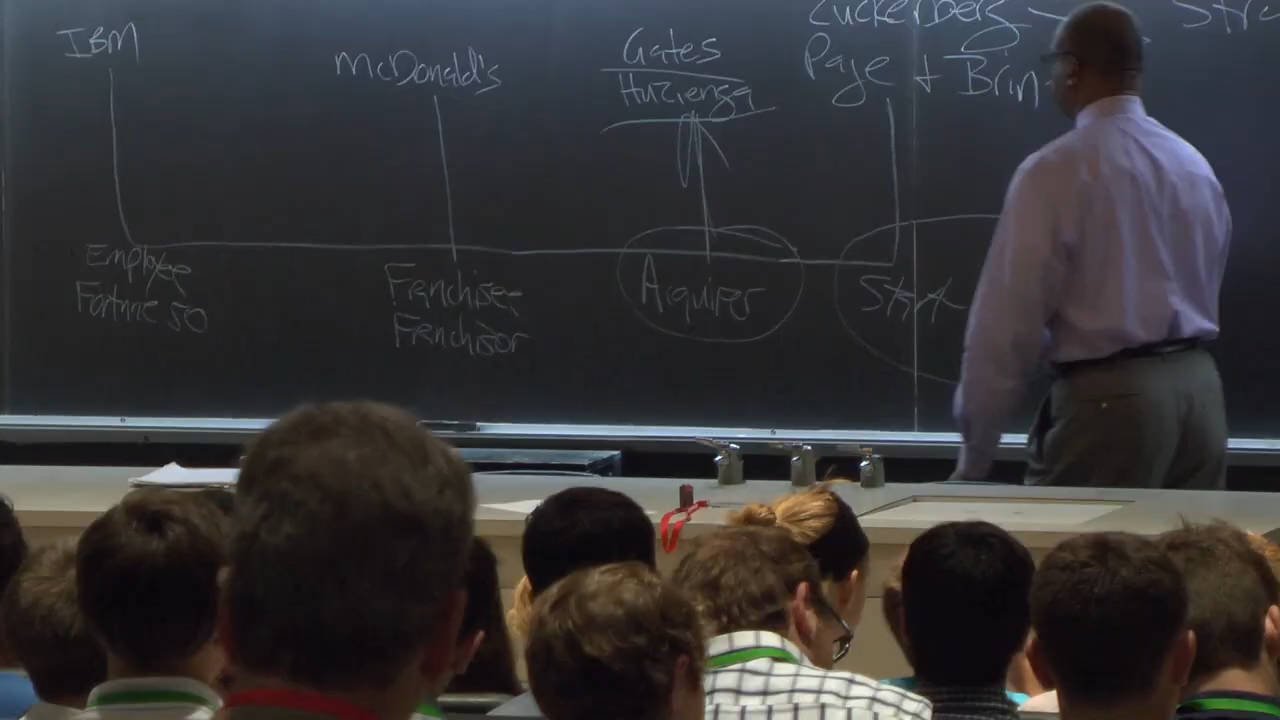 IBM
McDonald's
Gates
Huizenga
Zuckerberg
Page + Brin
Employee
Fortune 50
Franchisee
Franchisor
Acquirer